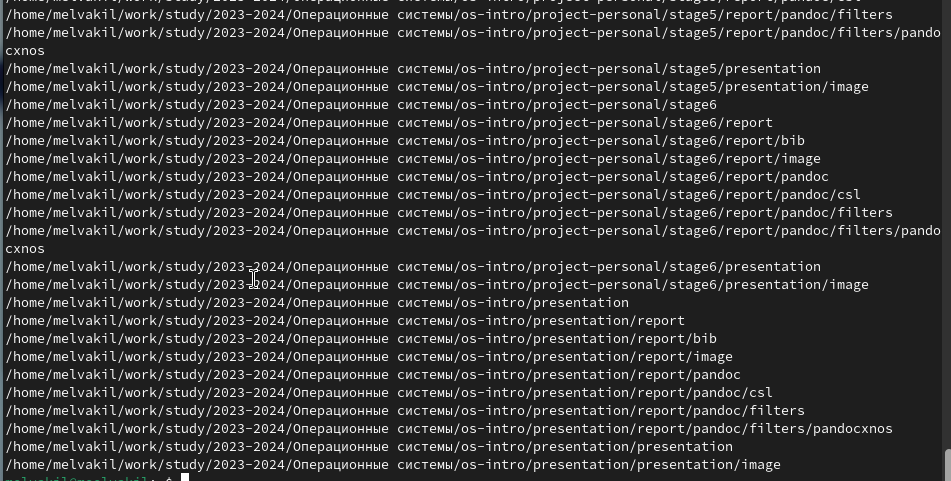 /home/melvakil/work/study/2023-2024/Операционные системы/os-intro/project-personal/stage5/report/pandoc/filters
/home/melvakil/work/study/2023-2024/Операционные системы/os-intro/project-personal/stage5/report/pandoc/filters/pando
cxnos
/home/melvakil/work/study/2023-2024/Операционные системы/os-intro/project-personal/stage5/presentation
/home/melvakil/work/study/2023-2024/Операционные системы/os-intro/project-personal/stage5/presentation/image
/home/melvakil/work/study/2023-2024/Операционные системы/os-intro/project-personal/stage6
/home/melvakil/work/study/2023-2024/Операционные системы/os-intro/project-personal/stage6/report
/home/melvakil/work/study/2023-2024/Операционные системы/os-intro/project-personal/stage6/report/bib
/home/melvakil/work/study/2023-2024/Операционные системы/os-intro/project-personal/stage6/report/image
/home/melvakil/work/study/2023-2024/Операционные системы/os-intro/project-personal/stage6/report/pandoc
/home/melvakil/work/study/2023-2024/Операционные системы/os-intro/project-personal/stage6/report/pandoc/csl
/home/melvakil/work/study/2023-2024/Операционные системы/os-intro/project-personal/stage6/report/pandoc/filters
/home/melvakil/work/study/2023-2024/Операционные системы/os-intro/project-personal/stage6/report/pandoc/filters/pando
cxnos
/home/melvakil/work/study/2023-2024/Операционные системы/os-intro/project-personal/stage6/presentation
/home/melvakil/work/study/2023-2024/Операционные системы/os-intro/project-personal/stage6/presentation/image
/home/melvakil/work/study/2023-2024/Операционные системы/os-intro/presentation
/home/melvakil/work/study/2023-2024/Операционные системы/os-intro/presentation/report
/home/melvakil/work/study/2023-2024/Операционные системы/os-intro/presentation/report/bib
/home/melvakil/work/study/2023-2024/Операционные системы/os-intro/presentation/report/image
/home/melvakil/work/study/2023-2024/Операционные системы/os-intro/presentation/report/pandoc
/home/melvakil/work/study/2023-2024/Операционные системы/os-intro/presentation/report/pandoc/csl
/home/melvakil/work/study/2023-2024/Операционные системы/os-intro/presentation/report/pandoc/filters
/home/melvakil/work/study/2023-2024/Операционные системы/os-intro/presentation/report/pandoc/filters/pandocxnos
/home/melvakil/work/study/2023-2024/Операционные системы/os-intro/presentation/presentation
/home/melvakil/work/study/2023-2024/Операционные системы/os-intro/presentation/presentation/image